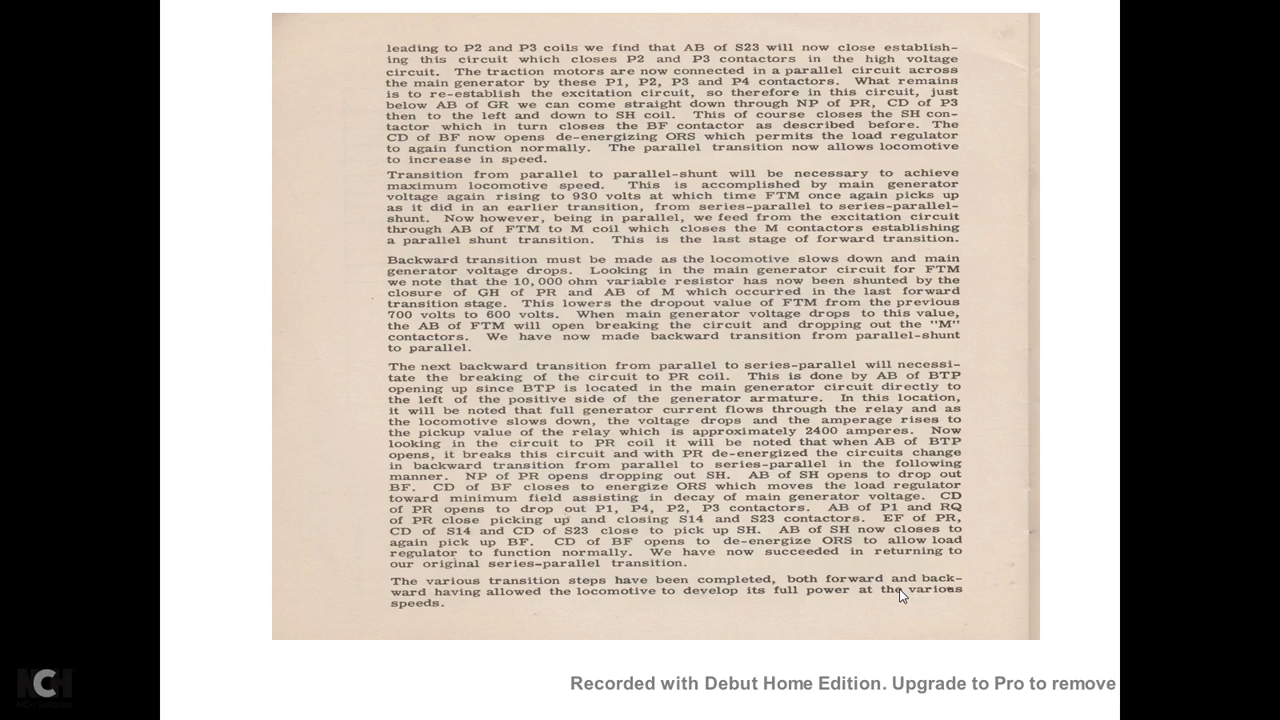 leading to P2 and P3 coils we find that AB of S23 will now close establish-
ing this circuit which closes P2 and P3 contactors in the high voltage
circuit. The traction motors are now connected in a parallel circuit across
the main generator by these P1, P2, P3 and P4 contactors. What remains
is to re-establish the excitation circuit, so therefore in this circuit, just
below AB of GR we can come straight down through NP of PR, CD of P3
then to the left and down to SH coil. This of course closes the SH con-
tactor which in turn closes the BF contactor as described before. The
CD of BF now opens de-energizing ORS which permits the load regulator
to again function normally. The parallel transition now allows locomotive
to increase in speed.
Transition from parallel to parallel-shunt will be necessary to achieve
maximum locomotive speed. This is accomplished by main generator
voltage again rising to 930 volts at which time FTM once again picks up
as it did in an earlier transition, from series-parallel to series-parallel-
shunt. Now however, being in parallel, we feed from the excitation circuit
through AB of FTM to M coil which closes the M contactors establishing
a parallel shunt transition. This is the last stage of forward transition.
Backward transition must be made as the locomotive slows down and main
generator voltage drops. Looking in the main generator circuit for FTM
we note that the 10,000 ohm variable resistor has now been shunted by the
closure of GH of PR and AB of M which occurred in the last forward
transition stage. This lowers the dropout value of FTM from the previous
700 volts to 600 volts. When main generator voltage drops to this value,
the AB of FTM will open breaking the circuit and dropping out the "M"
contactors. We have now made backward transition from parallel-shunt
to parallel.
The next backward transition from parallel to series-parallel will necessi-
tate the breaking of the circuit to PR coil. This is done by AB of BTP
opening up since BTP is located in the main generator circuit directly to
the left of the positive side of the generator armature. In this location,
it will be noted that full generator current flows through the relay and as
the locomotive slows down, the voltage drops and the amperage rises to
the pickup value of the relay which is approximately 2400 amperes. Now
looking in the circuit to PR coil it will be noted that when AB of BTP
opens, it breaks this circuit and with PR de-energized the circuits change
in backward transition from parallel to series-parallel in the following
manner. NP of PR opens dropping out SH. AB of SH opens to drop out
BF. CD of BF closes to energize ORS which moves the load regulator
toward minimum field assisting in decay of main generator voltage. CD
of PR opens to drop out P1, P4, P2, P3 contactors. AB of P1 and RQ
of PR close picking up and closing S14 and S23 contactors. EF of PR,
CD of S14 and CD of S23 close to pick up SH. AB of SH now closes to
again pick up BF. CD of BF opens to de-energize ORS to allow load
regulator to function normally. We have now succeeded in returning to
our original series-parallel transition.
The various transition steps have been completed, both forward and back-
ward having allowed the locomotive to develop its full power at the various
speeds.
NCH
Recorded with Debut Home Edition. Upgrade to Pro to remove